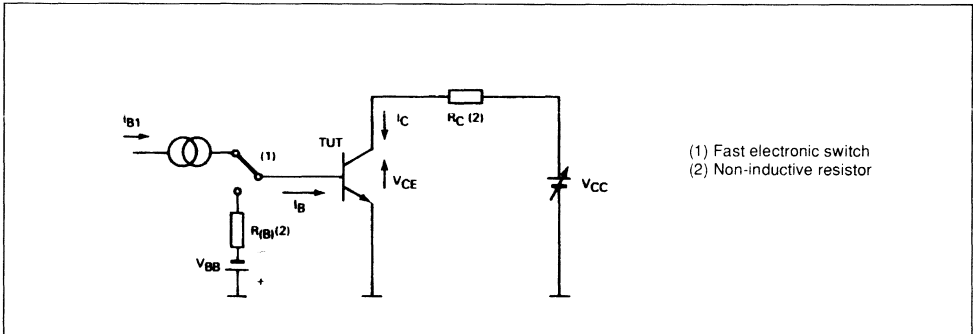 iB1
(1)
TUT
IC
RC (2)
VCE
IB
VCC
R(B)(2)
VBB
+
(1) Fast electronic switch
(2) Non-inductive resistor